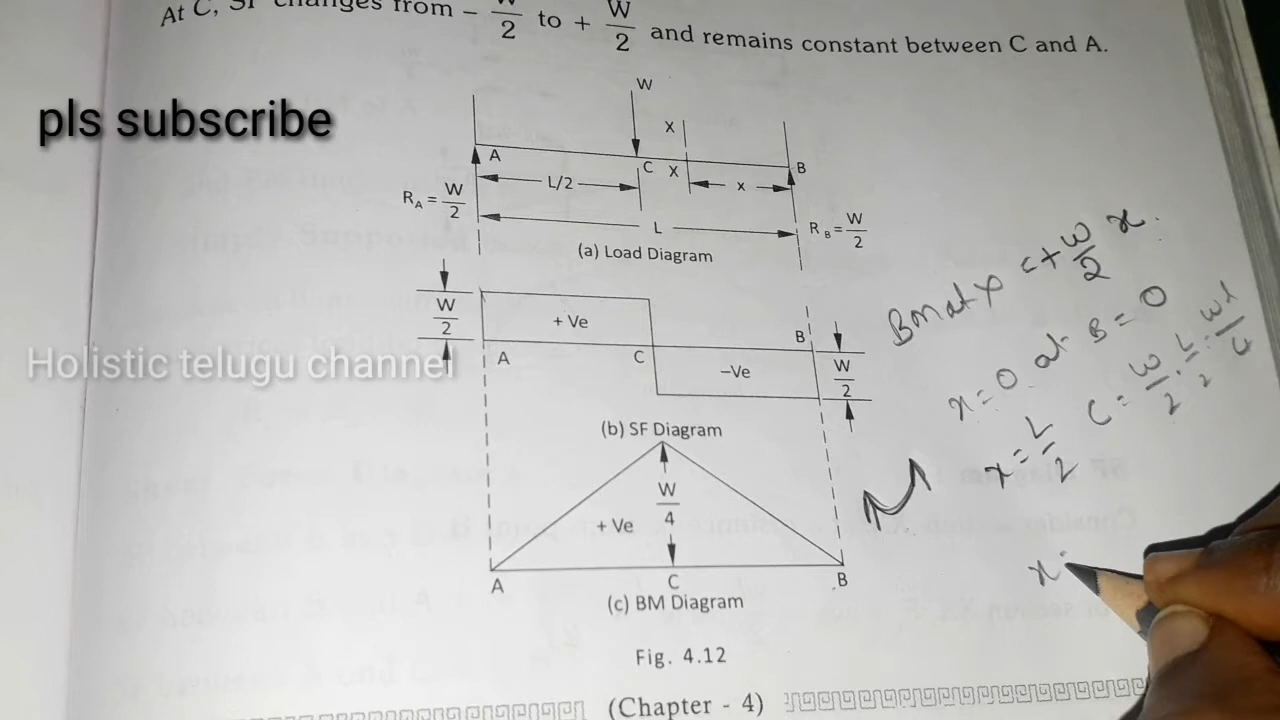 At C, SF changes from – W/2 to + W/2 and remains constant between C and A.
pls subscribe
W
X
A
C X
B
L/2
x
R_A = W/2
L
R_B = W/2
(a) Load Diagram
W/2
+ Ve
A
C
B
–Ve
W/2
Holistic telugu channel
(b) SF Diagram
W/4
+ Ve
A
C
B
(c) BM Diagram
Fig. 4.12
(Chapter - 4)
BM at X = + W/2 x.
x = 0 at B = 0
x = L/2 C = W/2 . L/2 =
x